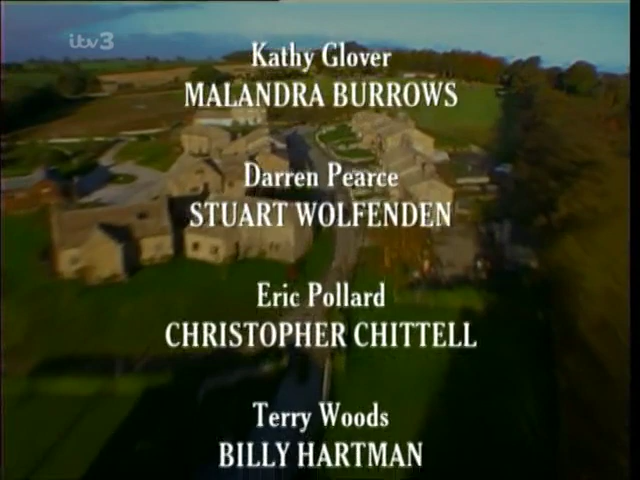 itv3
Kathy Glover
MALANDRA BURROWS
Darren Pearce
STUART WOLFENDEN
Eric Pollard
CHRISTOPHER CHITTELL
Terry Woods
BILLY HARTMAN